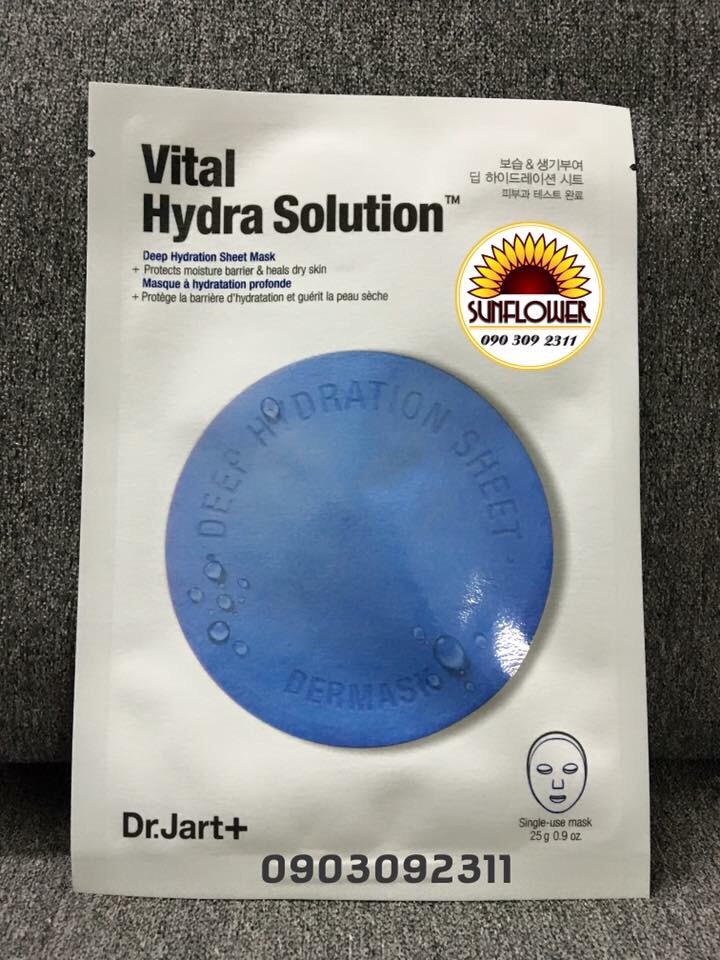 Vital
Hydra Solution™
Deep Hydration Sheet Mask
+ Protects moisture barrier & heals dry skin
Masque à hydratation profonde
+ Protège la barrière d'hydratation et guérit la peau sèche
보습 & 생기부여
딥 하이드레이션 시트
피부과 테스트 완료
SUNFLOWER
090 309 2311
DEEP HYDRATION SHEET
DERMASK
Single-use mask
25 g 0.9 oz.
Dr.Jart+
0903092311